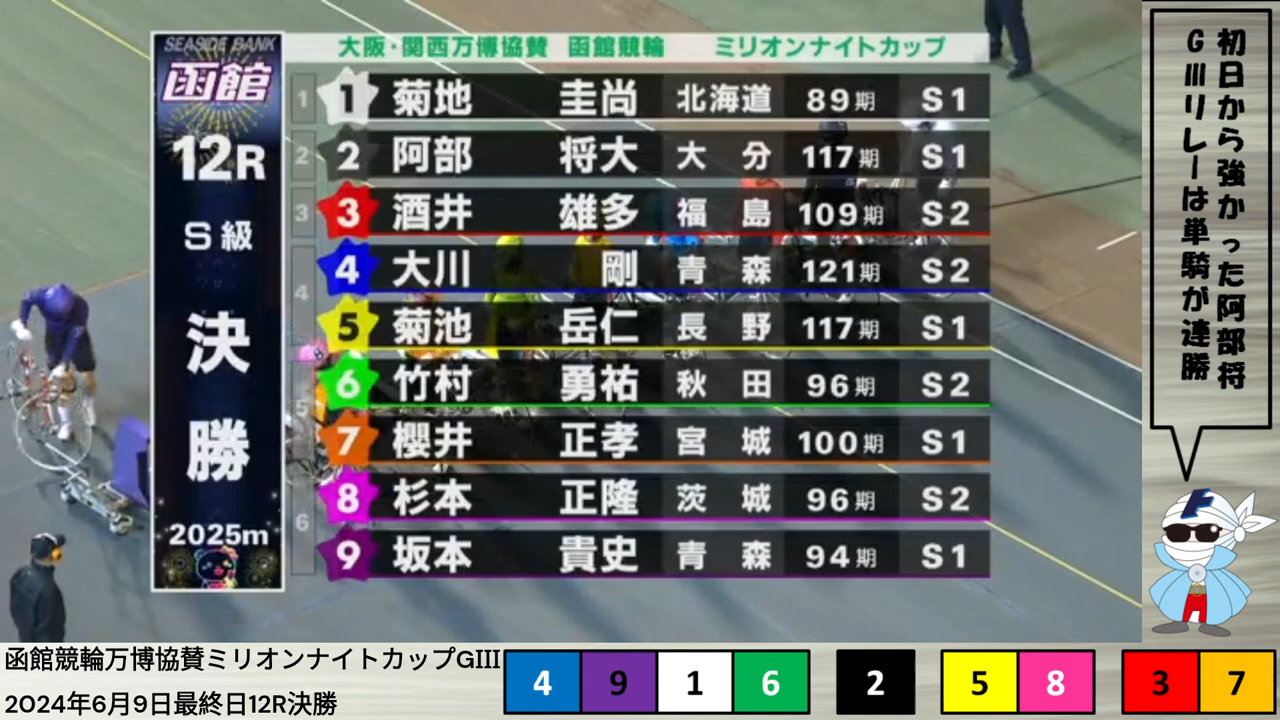 SEASIDE BANK
函館
12R
S級
決
勝
2025m
大阪・関西万博協賛 函館競輪 ミリオンナイトカップ
1 1 菊地 圭尚 北海道 89期 S1
2 2 阿部 将大 大分 117期 S1
3 3 酒井 雄多 福島 109期 S2
4 4 大川 剛 青森 121期 S2
5 菊池 岳仁 長野 117期 S1
5 6 竹村 勇祐 秋田 96期 S2
7 櫻井 正孝 宮城 100期 S1
6 8 杉本 正隆 茨城 96期 S2
9 坂本 貴史 青森 94期 S1
初日から強かった阿部将
GⅢリレーは単騎が連勝
F
函館競輪万博協賛ミリオンナイトカップGIII
2024年6月9日最終日12R決勝
4 9 1 6 2 5 8 3 7